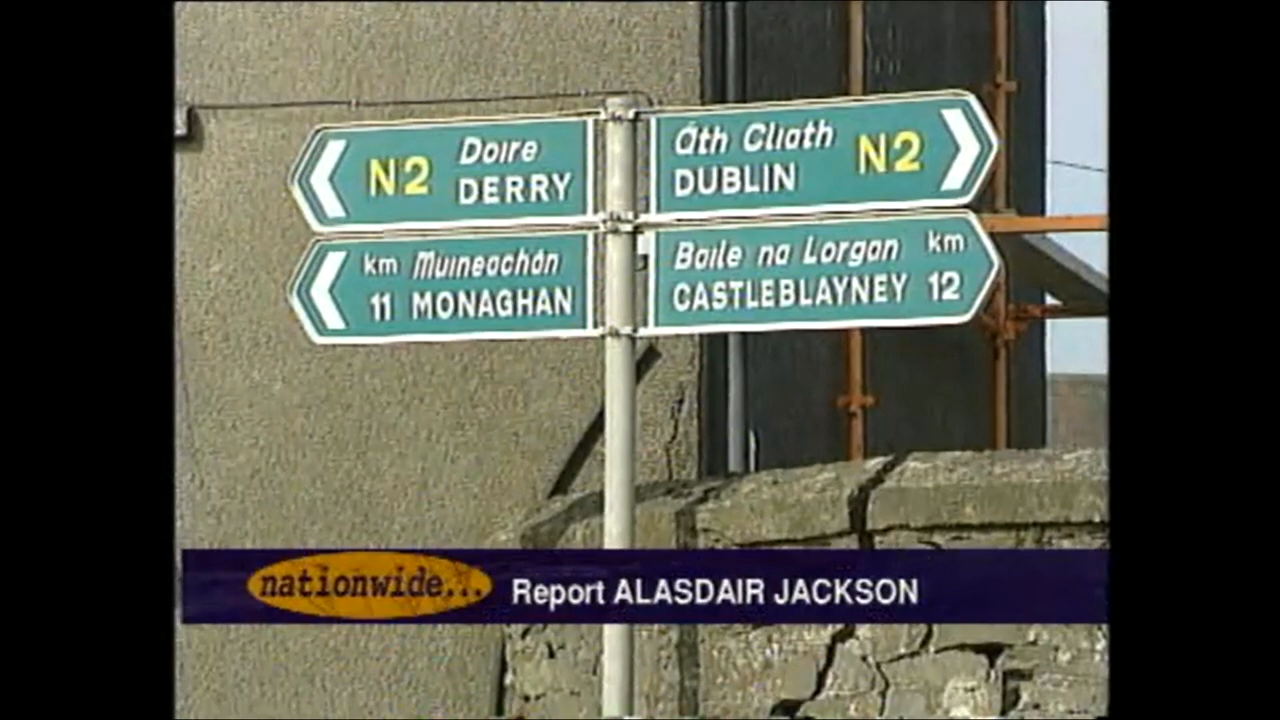 Doire
N2 DERRY
Áth Cliath
DUBLIN N2
km Muineachán
11 MONAGHAN
Baile na Lorgan km
CASTLEBLAYNEY 12
nationwide... Report ALASDAIR JACKSON